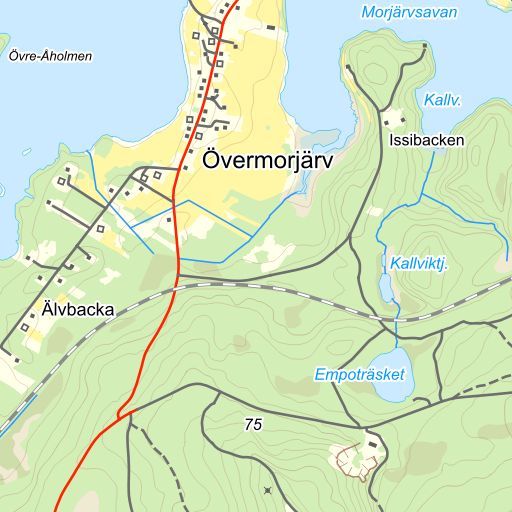 Morjärvsavan
Övre-Åholmen
Kallv.
Issibacken
Övermorjärv
Kallviktj.
Älvbacka
Empoträsket
75